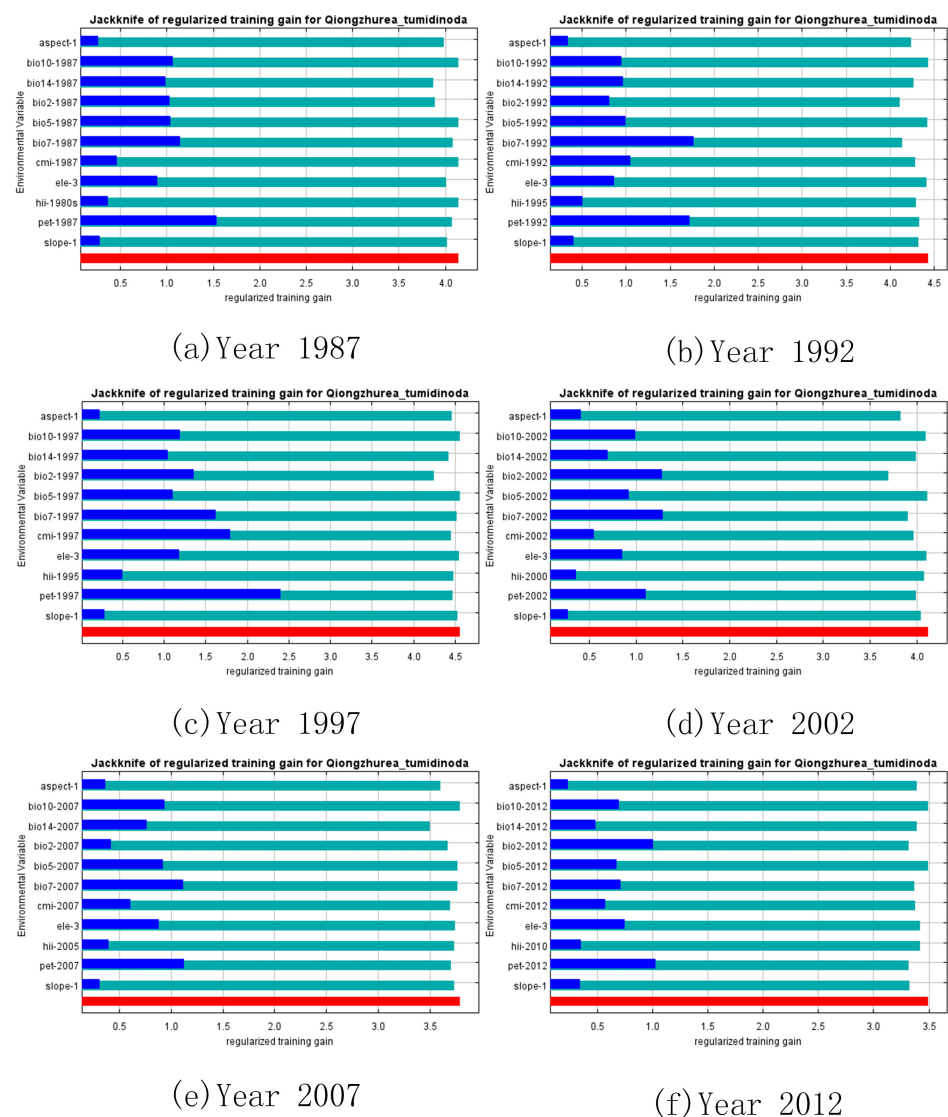 Jackknife of regularized training gain for Qiongzhurea_tumidinoda
Environmental Variable
aspect-1
bio10-1987
bio14-1987
bio2-1987
bio5-1987
bio7-1987
cmi-1987
ele-3
hii-1980s
pet-1987
slope-1
0.5 1.0 1.5 2.0 2.5 3.0 3.5 4.0
regularized training gain
(a)Year 1987
Jackknife of regularized training gain for Qiongzhurea_tumidinoda
Environmental Variable
aspect-1
bio10-1992
bio14-1992
bio2-1992
bio5-1992
bio7-1992
cmi-1992
ele-3
hii-1995
pet-1992
slope-1
0.5 1.0 1.5 2.0 2.5 3.0 3.5 4.0 4.5
regularized training gain
(b)Year 1992
Jackknife of regularized training gain for Qiongzhurea_tumidinoda
Environmental Variable
aspect-1
bio10-1997
bio14-1997
bio2-1997
bio5-1997
bio7-1997
cmi-1997
ele-3
hii-1995
pet-1997
slope-1
0.5 1.0 1.5 2.0 2.5 3.0 3.5 4.0 4.5
regularized training gain
(c)Year 1997
Jackknife of regularized training gain for Qiongzhurea_tumidinoda
Environmental Variable
aspect-1
bio10-2002
bio14-2002
bio2-2002
bio5-2002
bio7-2002
cmi-2002
ele-3
hii-2000
pet-2002
slope-1
0.5 1.0 1.5 2.0 2.5 3.0 3.5 4.0
regularized training gain
(d)Year 2002
Jackknife of regularized training gain for Qiongzhurea_tumidinoda
Environmental Variable
aspect-1
bio10-2007
bio14-2007
bio2-2007
bio5-2007
bio7-2007
cmi-2007
ele-3
hii-2005
pet-2007
slope-1
0.5 1.0 1.5 2.0 2.5 3.0 3.5
regularized training gain
(e)Year 2007
Jackknife of regularized training gain for Qiongzhurea_tumidinoda
Environmental Variable
aspect-1
bio10-2012
bio14-2012
bio2-2012
bio5-2012
bio7-2012
cmi-2012
ele-3
hii-2010
pet-2012
slope-1
0.5 1.0 1.5 2.0 2.5 3.0 3.5
regularized training gain
(f)Year 2012